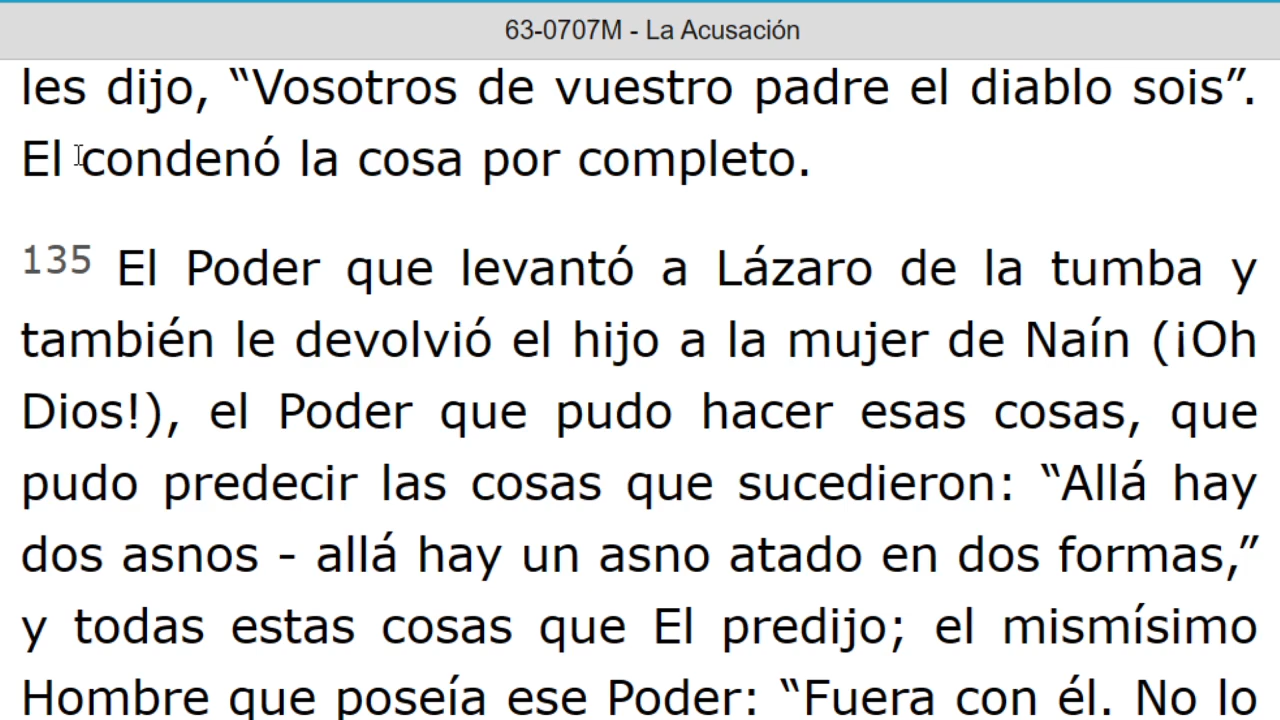 63-0707M - La Acusación
les dijo, “Vosotros de vuestro padre el diablo sois”.
El condenó la cosa por completo.
135 El Poder que levantó a Lázaro de la tumba y
también le devolvió el hijo a la mujer de Naín (¡Oh
Dios!), el Poder que pudo hacer esas cosas, que
pudo predecir las cosas que sucedieron: “Allá hay
dos asnos - allá hay un asno atado en dos formas,”
y todas estas cosas que El predijo; el mismísimo
Hombre que poseía ese Poder: “Fuera con él. No lo